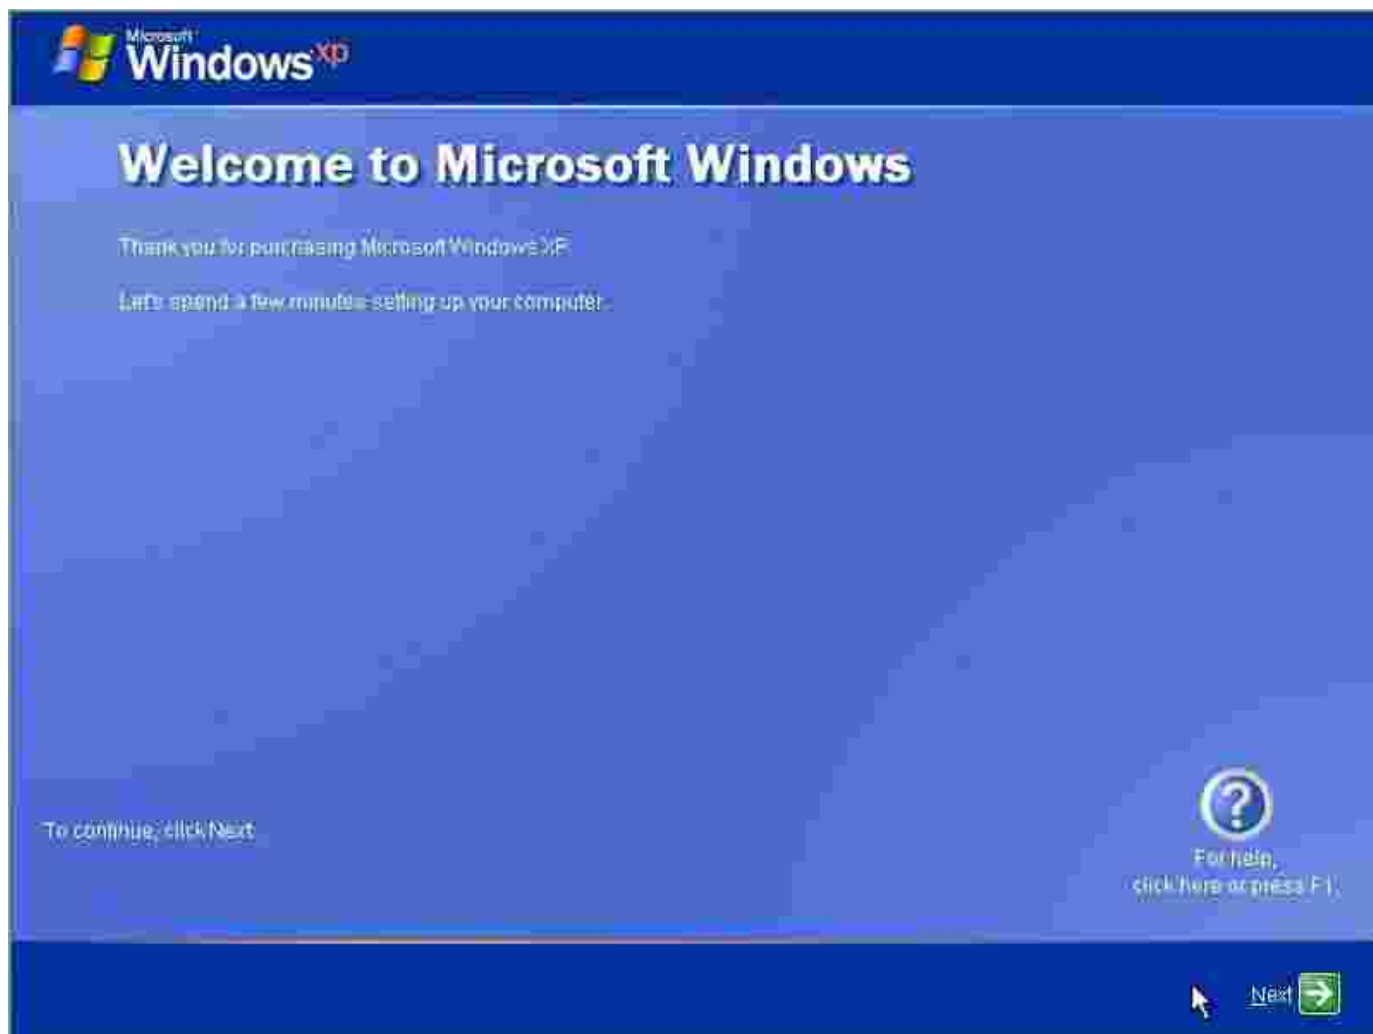 Microsoft
Windows xp
Welcome to Microsoft Windows
Thank you for purchasing Microsoft Windows XP.
Let's spend a few minutes setting up your computer.
To continue, click Next
For help,
click here or press F1.
Next